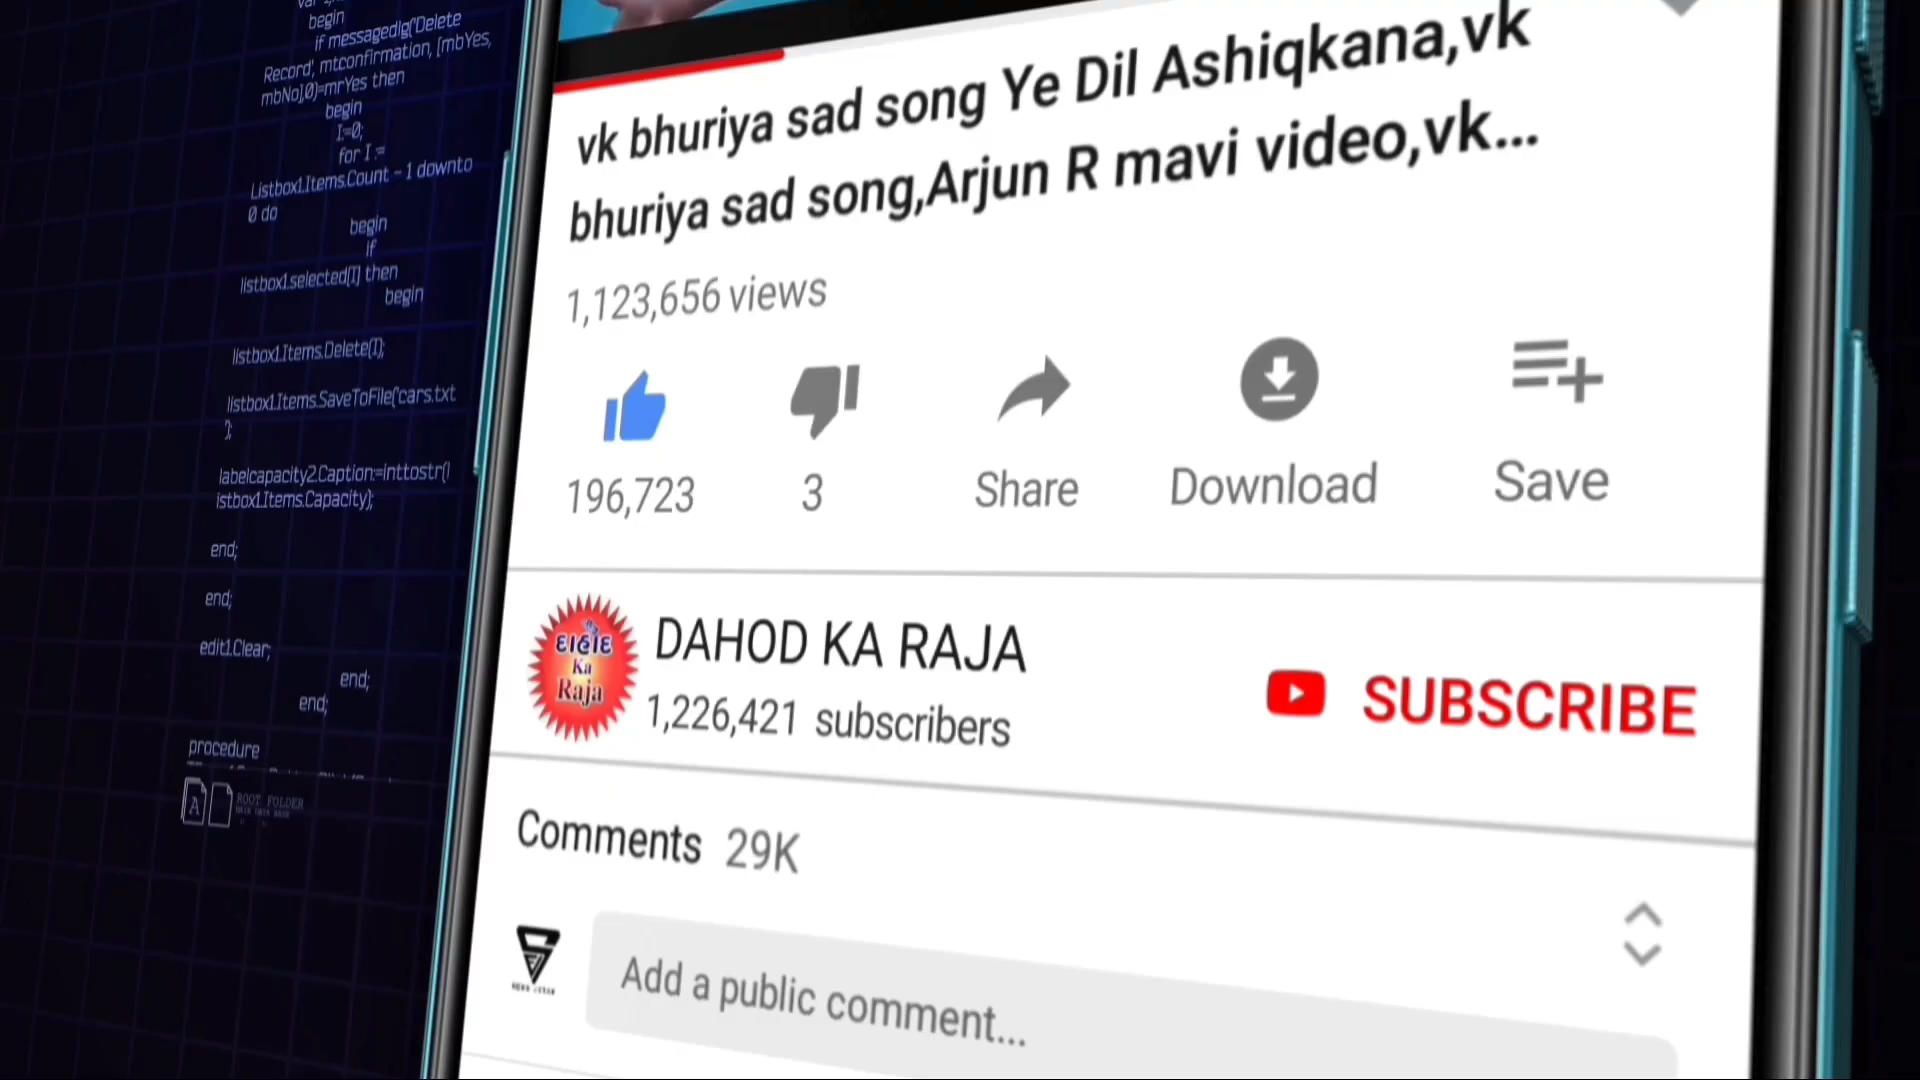 begin
if messagedlg('Delete
Record', mtconfirmation, [mbYes,
mbNo],0)=mrYes then
begin
I:=0;
for I :=
Listbox1.Items.Count - 1 downto
0 do
begin
if
listbox1.selected[I] then
begin
listbox1.Items.Delete(I);
listbox1.Items.SaveToFile('cars.txt
');
labelcapacity2.Caption:=inttostr(l
istbox1.Items.Capacity);
end;
end;
edit1.Clear;
end;
end;
procedure
A
ROOT FOLDER
vk bhuriya sad song Ye Dil Ashiqkana,vk
bhuriya sad song,Arjun R mavi video,vk...
1,123,656 views
196,723
3
Share
Download
Save
દાહોદ
Ka
Raja
DAHOD KA RAJA
1,226,421 subscribers
SUBSCRIBE
Comments 29K
Add a public comment...